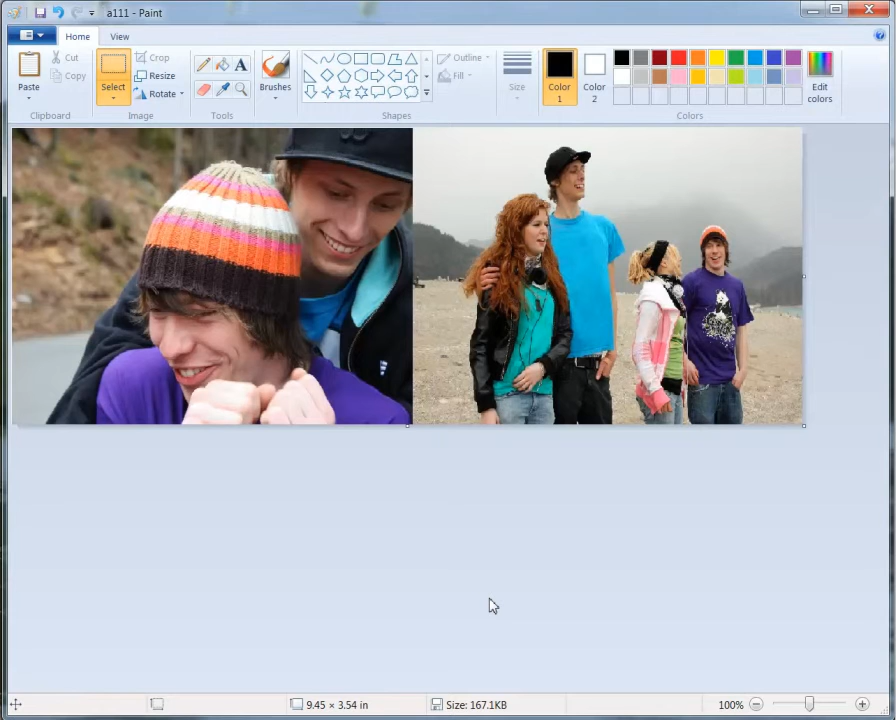 a111 - Paint
Home
View
Paste
Cut
Copy
Clipboard
Select
Crop
Resize
Rotate
Image
A
Tools
Brushes
Shapes
Outline
Fill
Size
Color
1
Color
2
Edit
colors
Colors
9.45 × 3.54 in
Size: 167.1KB
100%